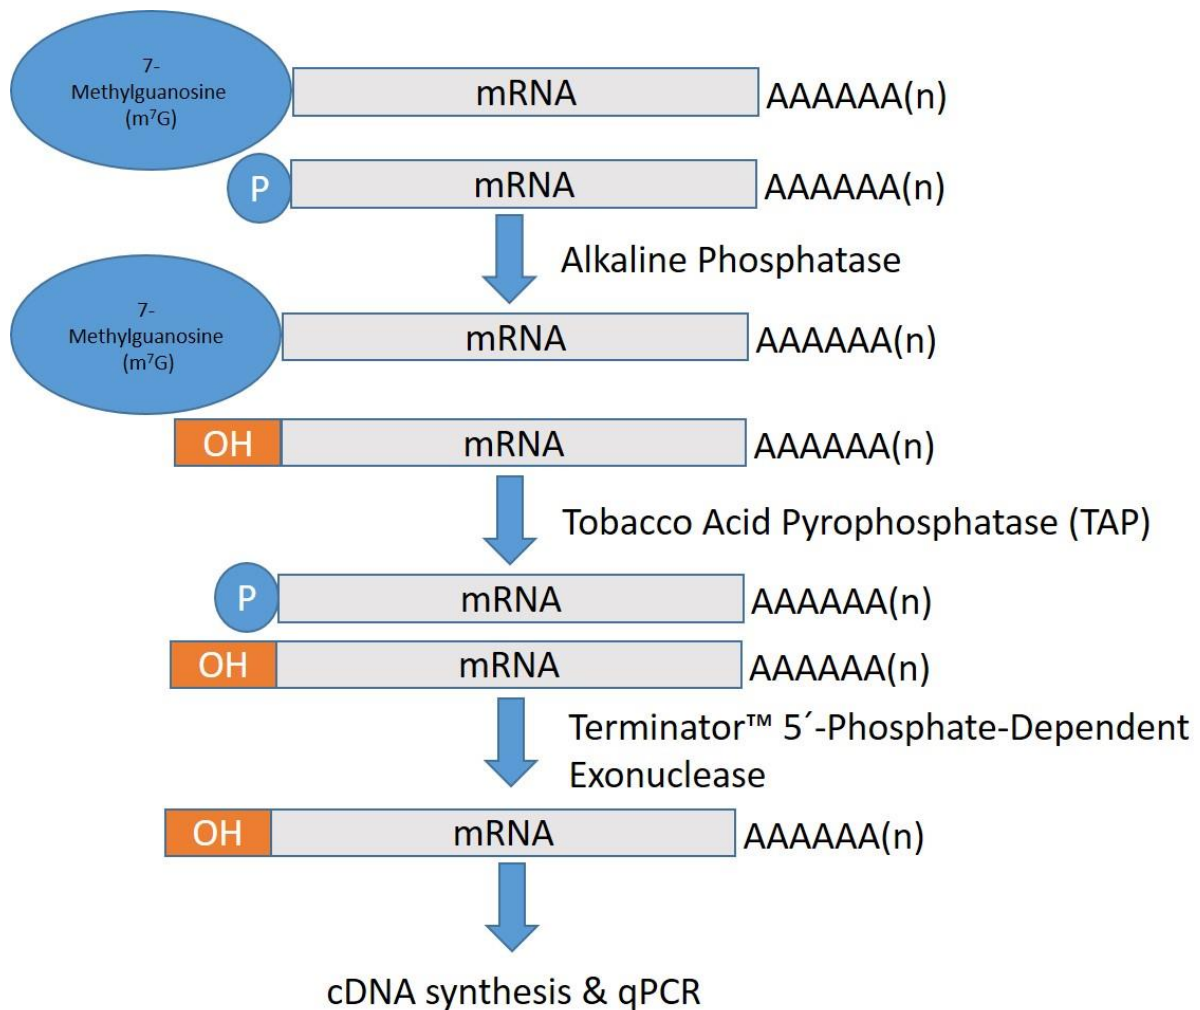 7-
Methylguanosine
(m⁷G)
mRNA
AAAAAA(n)
P
mRNA
AAAAAA(n)
Alkaline Phosphatase
7-
Methylguanosine
(m⁷G)
mRNA
AAAAAA(n)
OH
mRNA
AAAAAA(n)
Tobacco Acid Pyrophosphatase (TAP)
P
mRNA
AAAAAA(n)
OH
mRNA
AAAAAA(n)
Terminator™ 5´-Phosphate-Dependent
Exonuclease
OH
mRNA
AAAAAA(n)
cDNA synthesis & qPCR